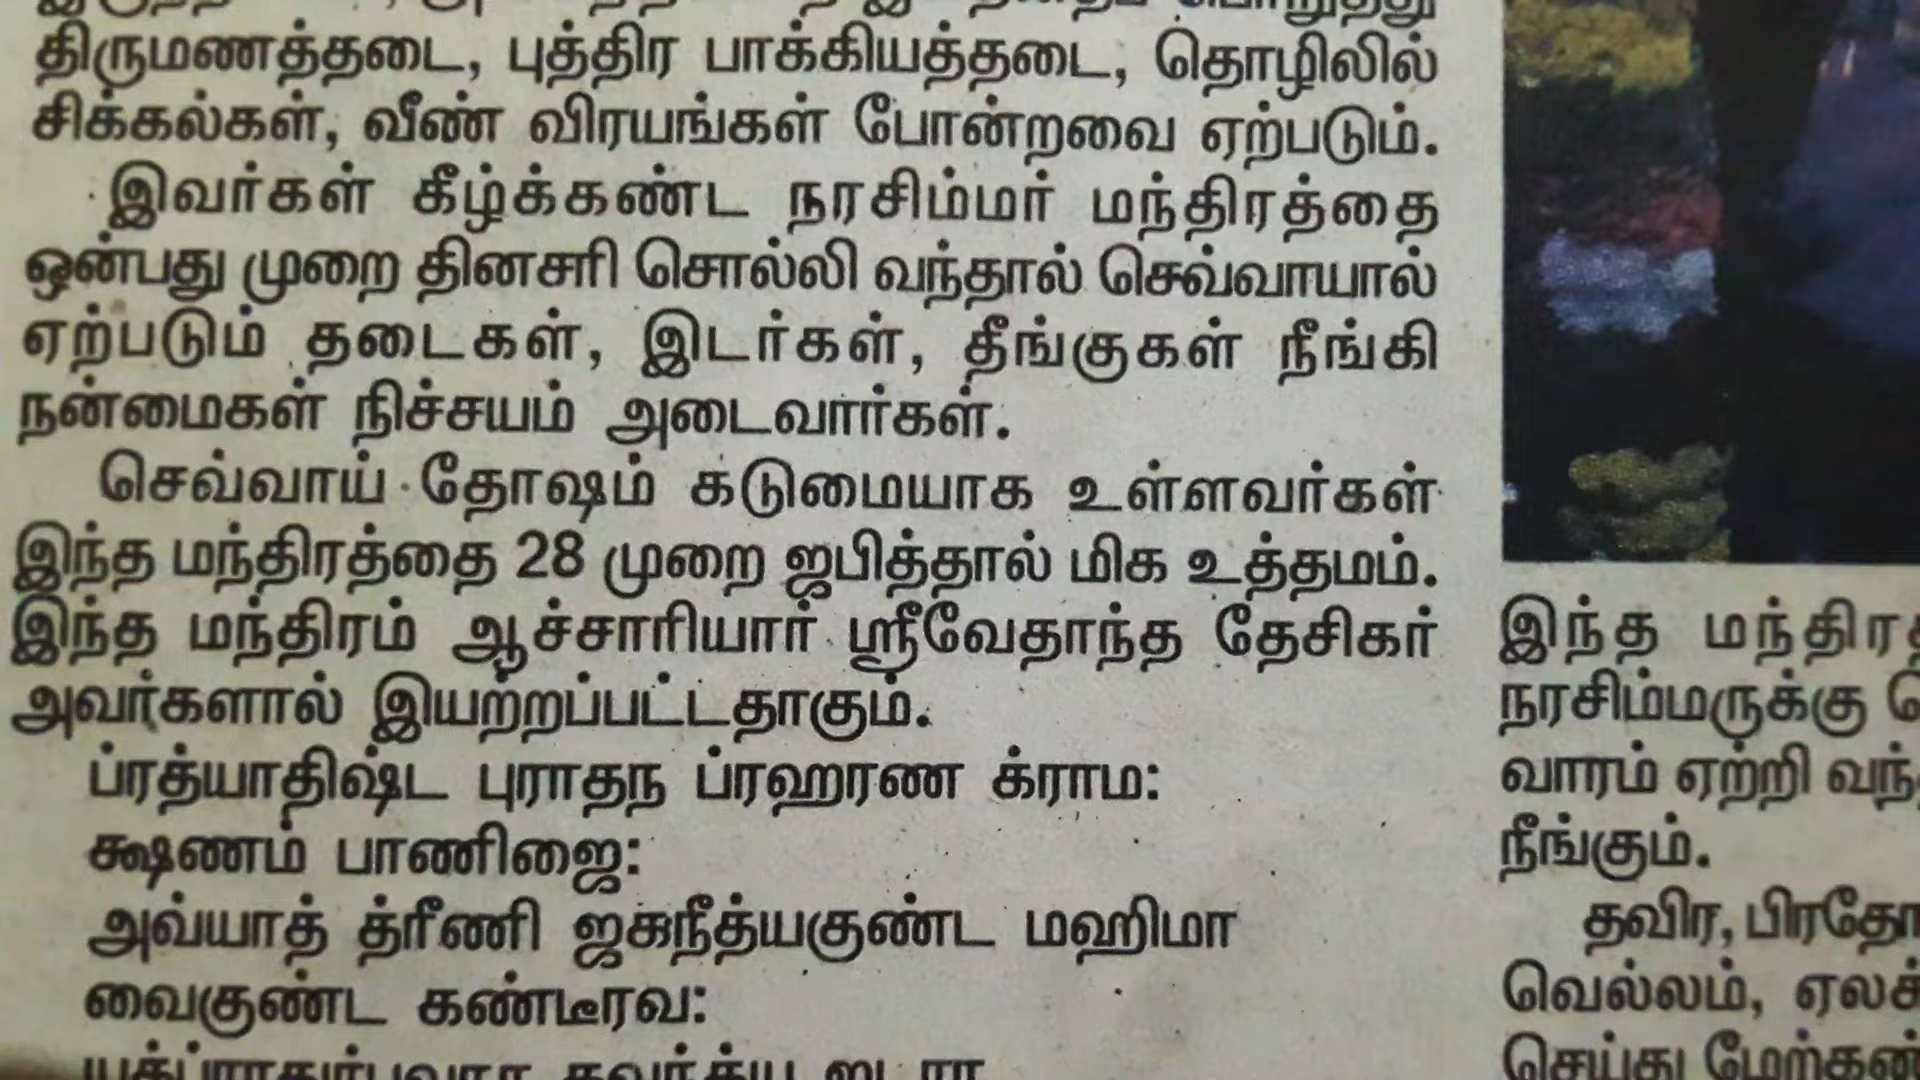 திருமணத்தடை, புத்திர பாக்கியத்தடை, தொழிலில்
சிக்கல்கள், வீண் விரயங்கள் போன்றவை ஏற்படும்.
இவர்கள் கீழ்க்கண்ட நரசிம்மர் மந்திரத்தை
ஒன்பது முறை தினசரி சொல்லி வந்தால் செவ்வாயால்
ஏற்படும் தடைகள், இடர்கள், தீங்குகள் நீங்கி
நன்மைகள் நிச்சயம் அடைவார்கள்.
செவ்வாய் தோஷம் கடுமையாக உள்ளவர்கள்
இந்த மந்திரத்தை 28 முறை ஜபித்தால் மிக உத்தமம்.
இந்த மந்திரம் ஆச்சாரியார் ஸ்ரீவேதாந்த தேசிகர்
அவர்களால் இயற்றப்பட்டதாகும்.
ப்ரத்யாதிஷ்ட புராதந ப்ரஹரண க்ராம:
க்ஷணம் பாணிஜை:
அவ்யாத் த்ரீணி ஜகநீத்யகுண்ட மஹிமா
வைகுண்ட கண்டீரவ:
இந்த
நரசிம்மருக்கு
வாரம் ஏற்றி
நீங்கும்.
தவிர,
வெல்லம்,
செய்து